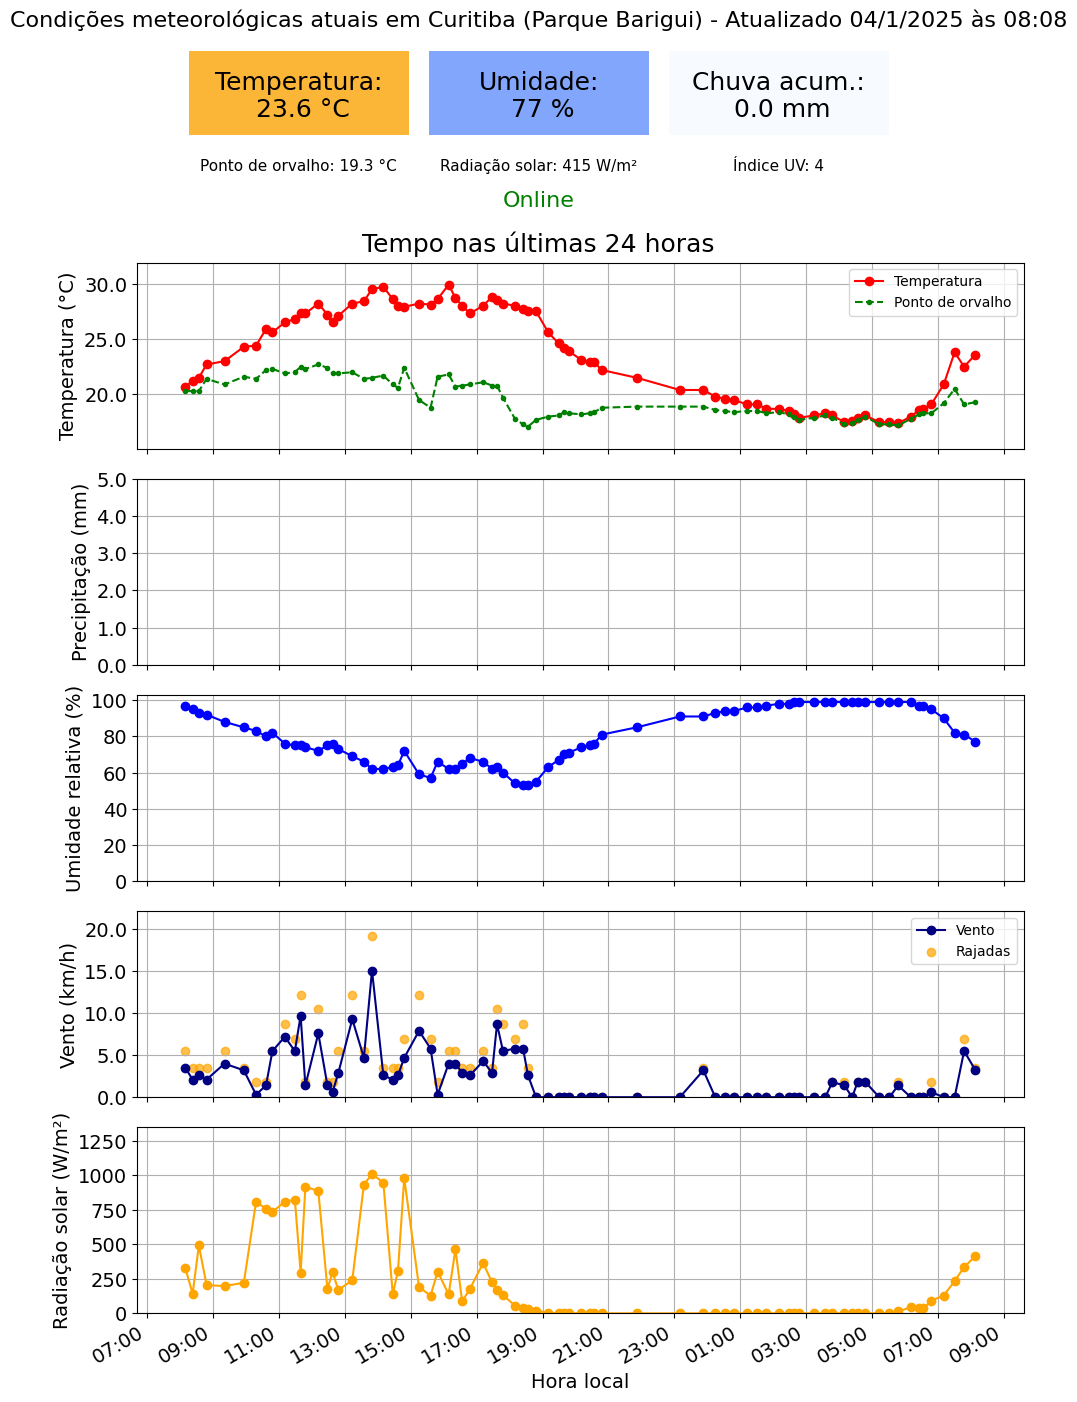 Condições meteorológicas atuais em Curitiba (Parque Barigui) - Atualizado 04/1/2025 às 08:08
Temperatura:
23.6 °C
Umidade:
77 %
Chuva acum.:
0.0 mm
Ponto de orvalho: 19.3 °C
Radiação solar: 415 W/m²
Índice UV: 4
Online
Tempo nas últimas 24 horas
Temperatura (°C)
30.0
25.0
20.0
Temperatura
Ponto de orvalho
Precipitação (mm)
5.0
4.0
3.0
2.0
1.0
0.0
Umidade relativa (%)
100
80
60
40
20
0
Vento (km/h)
20.0
15.0
10.0
5.0
0.0
Vento
Rajadas
Radiação solar (W/m²)
1250
1000
750
500
250
0
07:00
09:00
11:00
13:00
15:00
17:00
19:00
21:00
23:00
01:00
03:00
05:00
07:00
09:00
Hora local